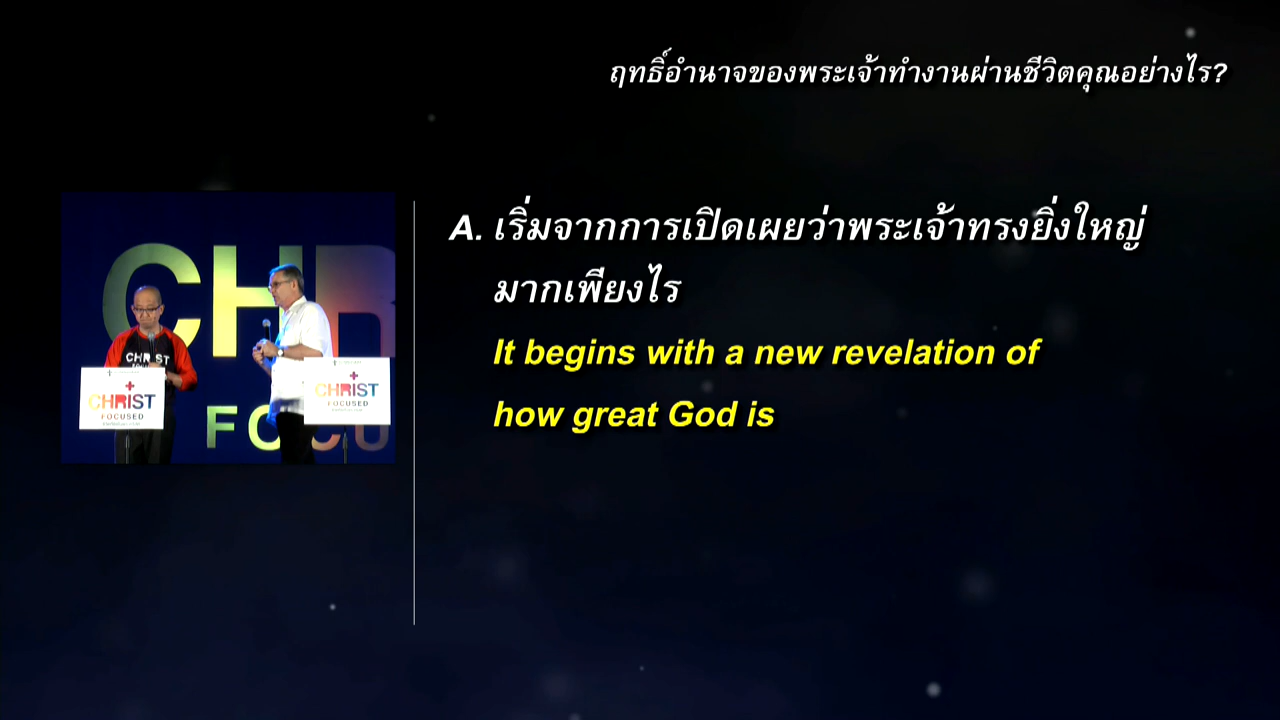 ฤทธิ์อำนาจของพระเจ้าทำงานผ่านชีวิตคุณอย่างไร?
A. เริ่มจากการเปิดเผยว่าพระเจ้าทรงยิ่งใหญ่
มากเพียงไร
It begins with a new revelation of
how great God is
CHR
FOCU
CHRIST
CHRIST
FOCUSED
CHRIST
FOCUSED